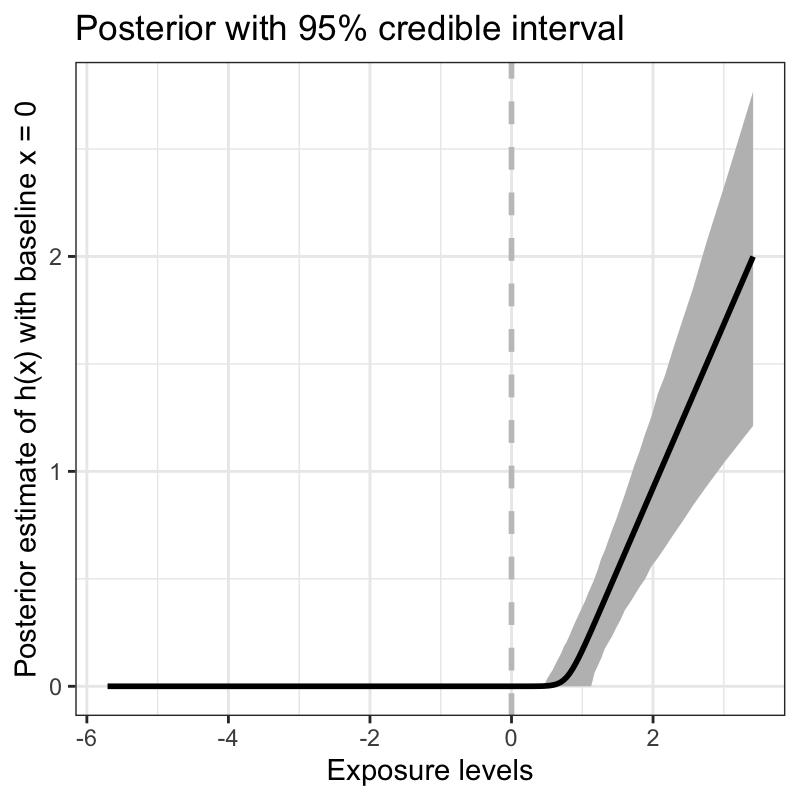 Posterior with 95% credible interval
Posterior estimate of h(x) with baseline x = 0
2
1
0
-6 -4 -2 0 2
Exposure levels